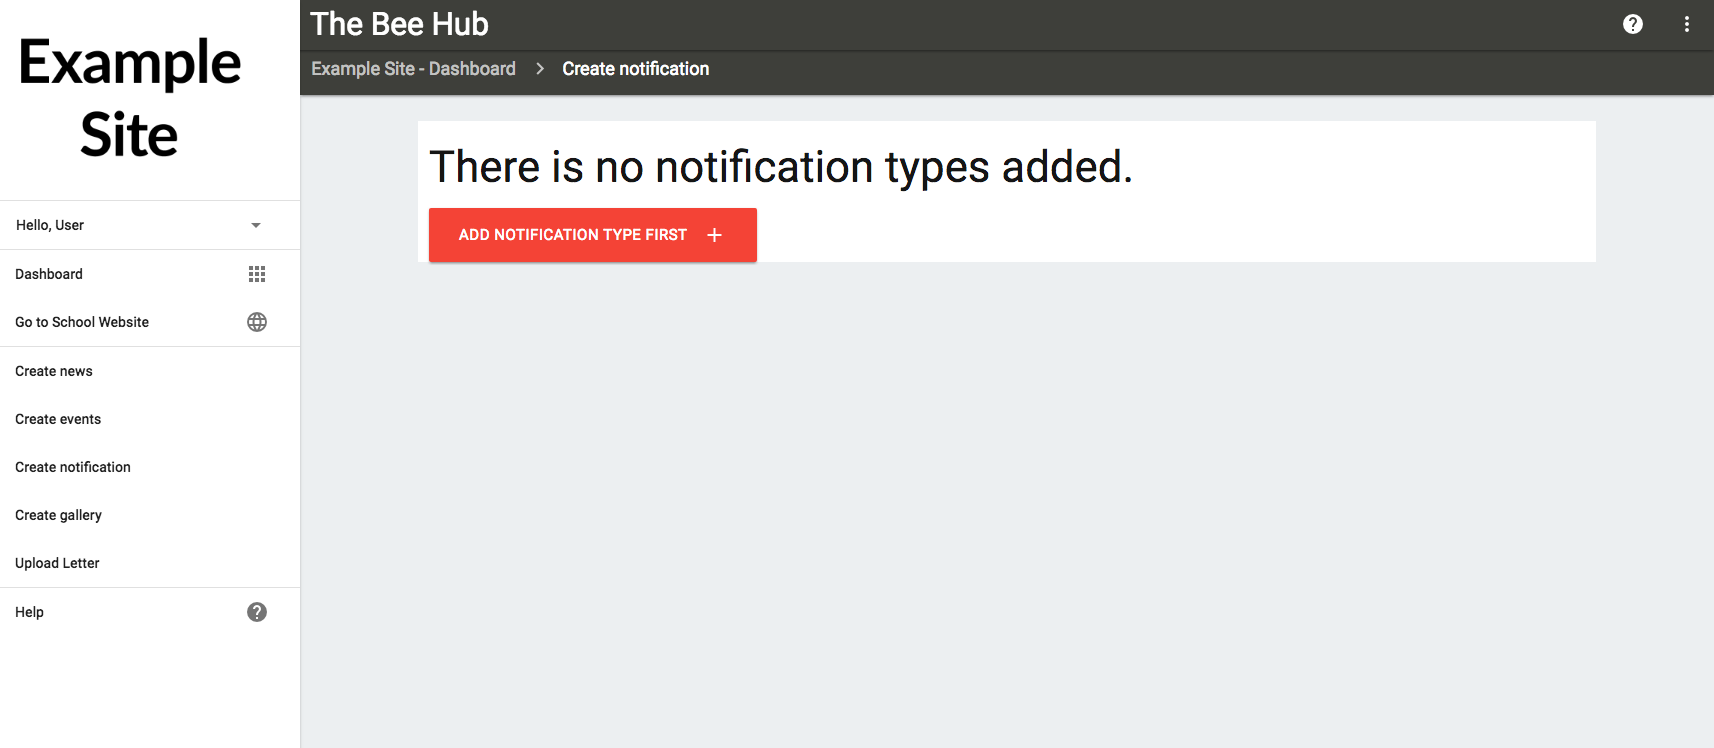 Example
Site
Hello, User
Dashboard
Go to School Website
Create news
Create events
Create notification
Create gallery
Upload Letter
Help
The Bee Hub
Example Site - Dashboard > Create notification
There is no notification types added.
ADD NOTIFICATION TYPE FIRST +